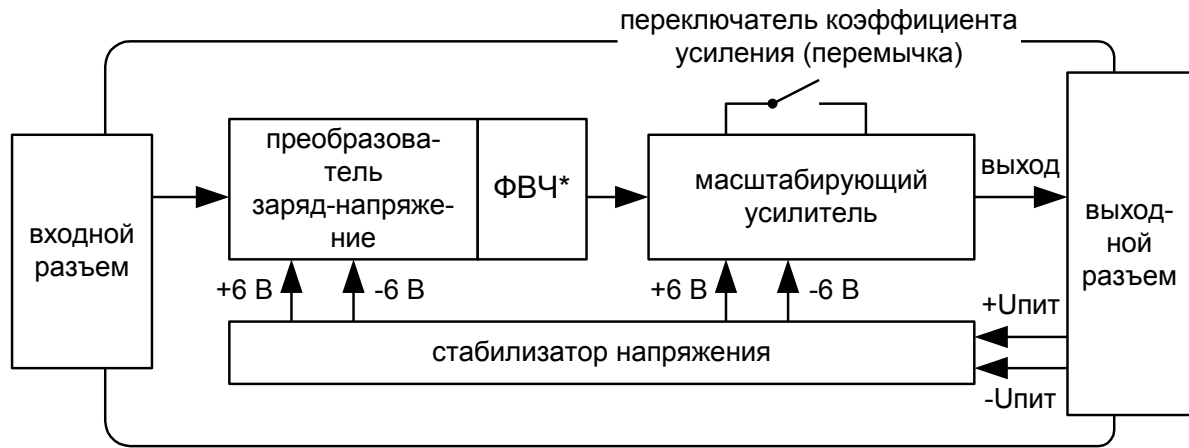 переключатель коэффициента
усиления (перемычка)
входной
разъем
преобразова-
тель
заряд-напряже-
ние
ФВЧ*
масштабирующий
усилитель
выход
выход-
ной
разъем
+6 В
-6 В
+6 В
-6 В
+Uпит
стабилизатор напряжения
-Uпит